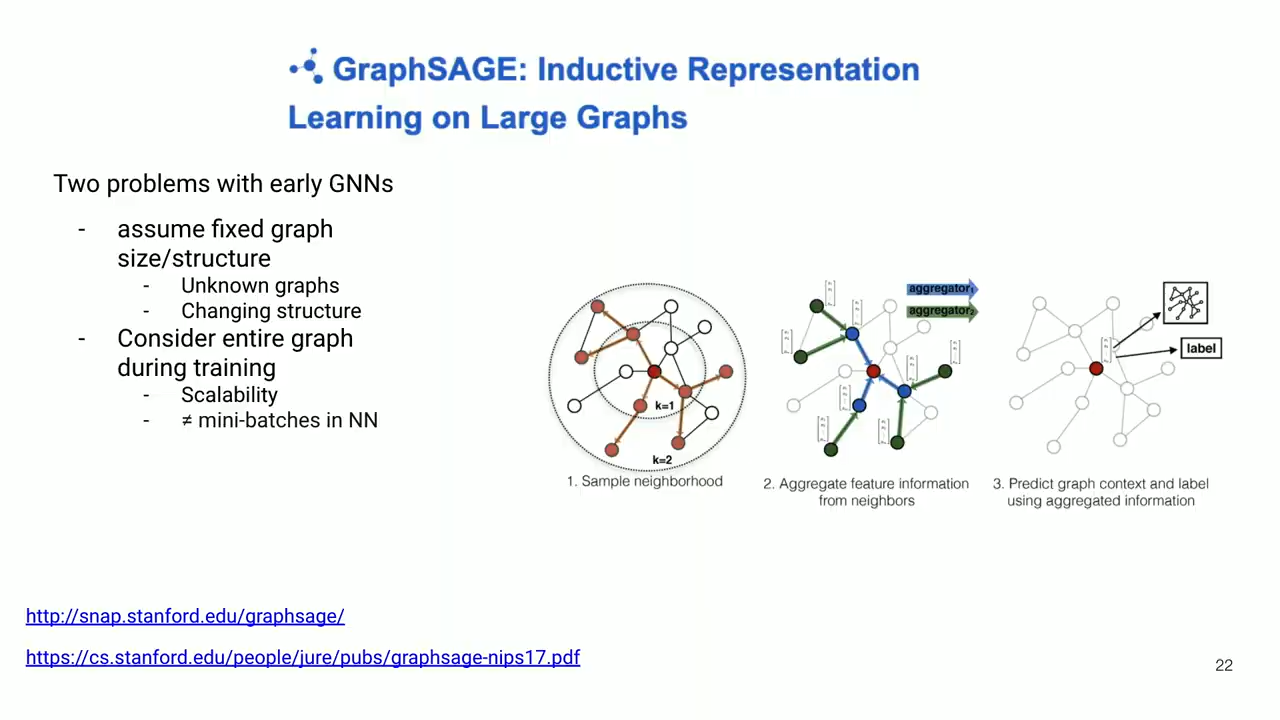 GraphSAGE: Inductive Representation
Learning on Large Graphs
Two problems with early GNNs
- assume fixed graph
size/structure
- Unknown graphs
- Changing structure
- Consider entire graph
during training
- Scalability
- ≠ mini-batches in NN
k=1
k=2
1. Sample neighborhood
aggregator1
aggregator2
2. Aggregate feature information
from neighbors
label
3. Predict graph context and label
using aggregated information
http://snap.stanford.edu/graphsage/
https://cs.stanford.edu/people/jure/pubs/graphsage-nips17.pdf
22